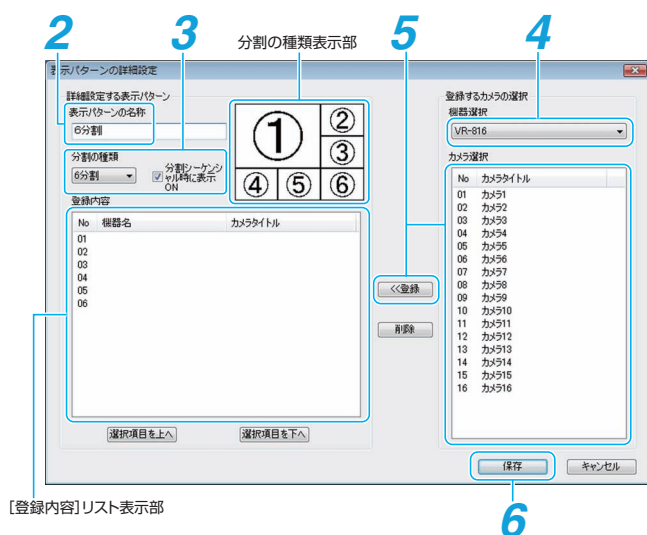 2
3
分割の種類表示部
5
4
表示パターンの詳細設定
詳細設定する表示パターン
表示パターンの名称
6分割
分割の種類
6分割
分割シーケンシャル時に表示ON
① ② ③ ④ ⑤ ⑥
登録内容
No 機器名 カメラタイトル
01
02
03
04
05
06
選択項目を上へ
選択項目を下へ
<<登録
削除
登録するカメラの選択
機器選択
VR-816
カメラ選択
No カメラタイトル
01 カメラ1
02 カメラ2
03 カメラ3
04 カメラ4
05 カメラ5
06 カメラ6
07 カメラ7
08 カメラ8
09 カメラ9
10 カメラ10
11 カメラ11
12 カメラ12
13 カメラ13
14 カメラ14
15 カメラ15
16 カメラ16
保存
キャンセル
[登録内容]リスト表示部
6